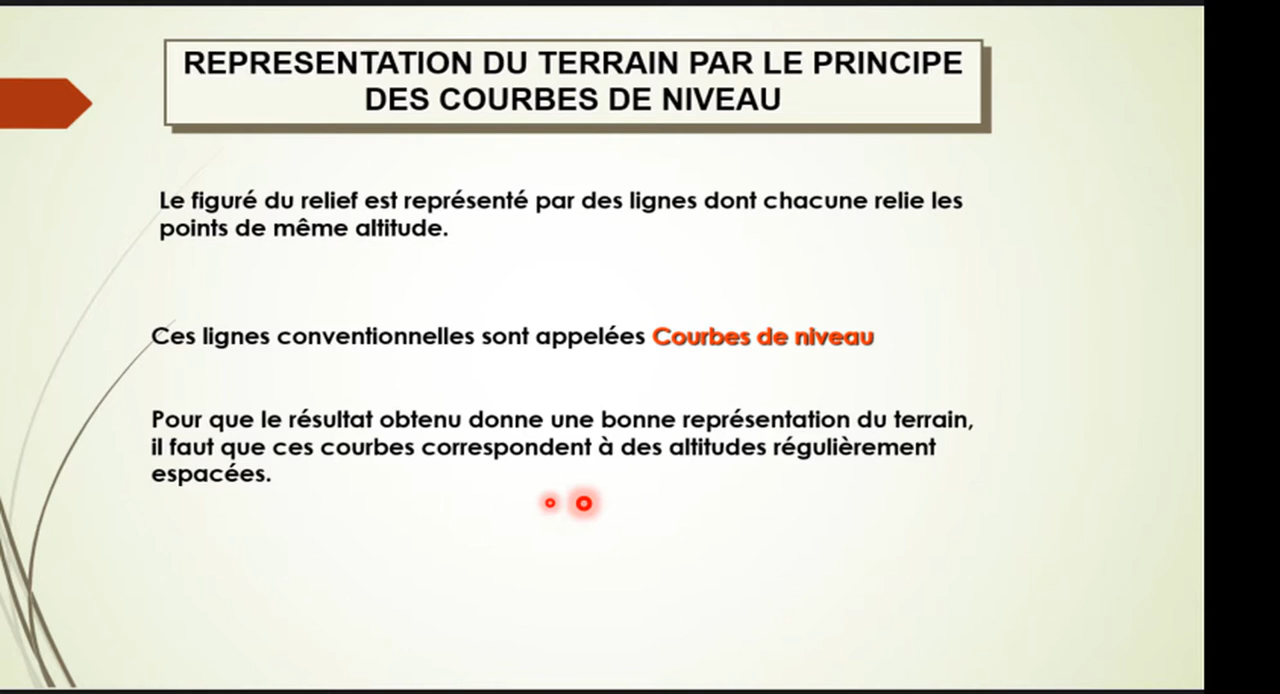 REPRESENTATION DU TERRAIN PAR LE PRINCIPE
DES COURBES DE NIVEAU
Le figuré du relief est représenté par des lignes dont chacune relie les
points de même altitude.
Ces lignes conventionnelles sont appelées Courbes de niveau
Pour que le résultat obtenu donne une bonne représentation du terrain,
il faut que ces courbes correspondent à des altitudes régulièrement
espacées.